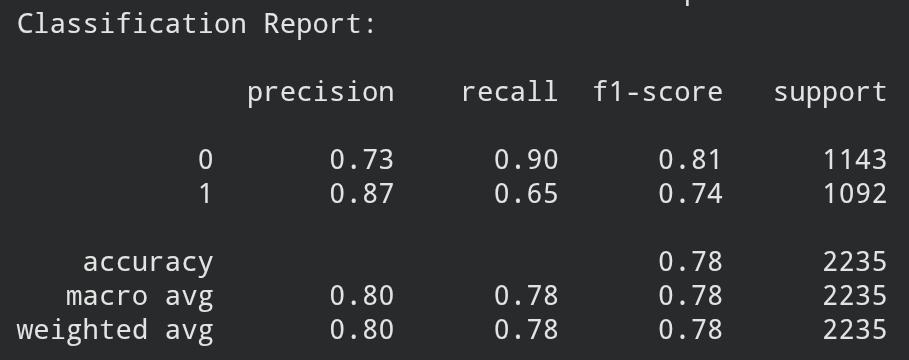 Classification Report:
precision recall f1-score support
0 0.73 0.90 0.81 1143
1 0.87 0.65 0.74 1092
accuracy 0.78 2235
macro avg 0.80 0.78 0.78 2235
weighted avg 0.80 0.78 0.78 2235